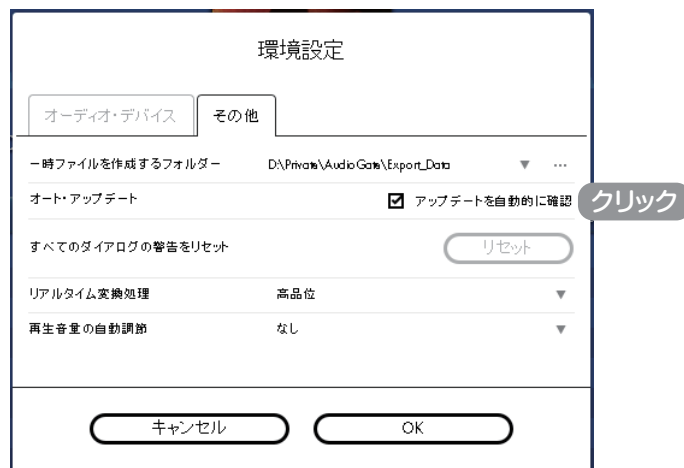 環境設定
オーディオ・デバイス その他
一時ファイルを作成するフォルダー D:\Private\AudioGate\Export_Data ▼ …
オート・アップデート アップデートを自動的に確認 クリック
すべてのダイアログの警告をリセット リセット
リアルタイム変換処理 高品位 ▼
再生音量の自動調節 なし ▼
キャンセル OK